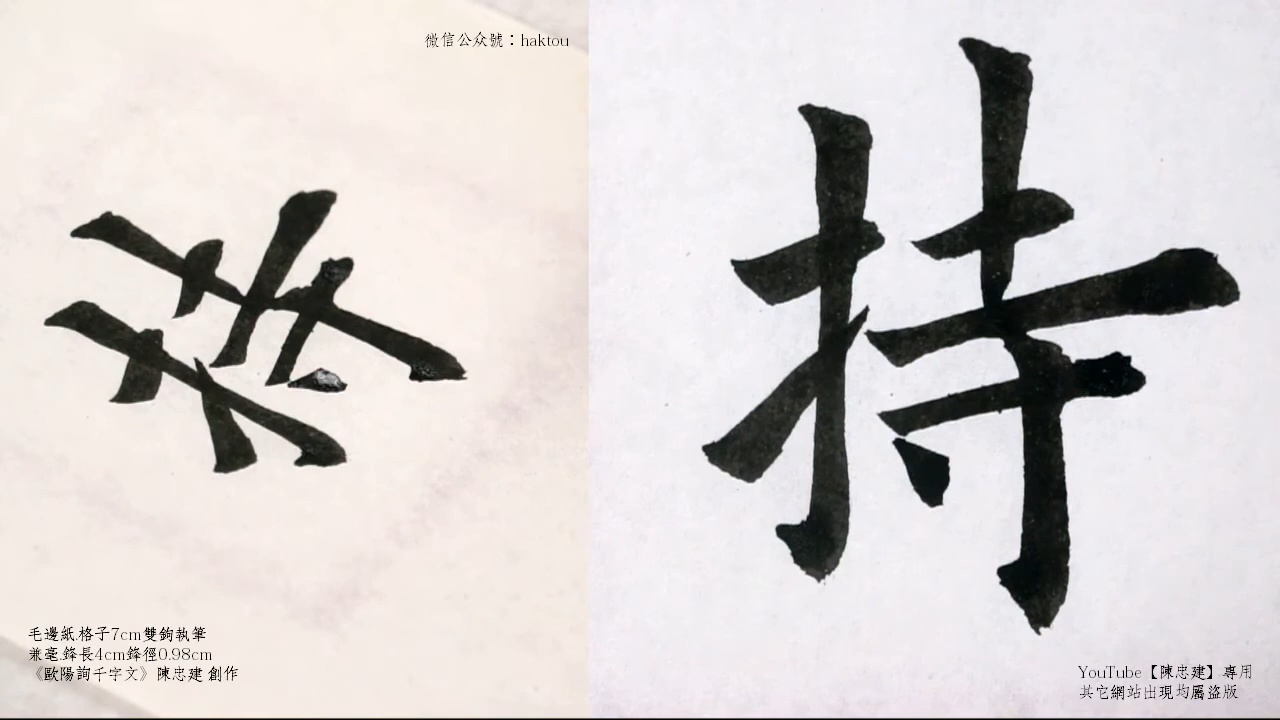 微信公众號：haktou
持
持
毛邊紙.格子7cm雙鉤執筆
兼毫.鋒長4cm鋒徑0.98cm
《歐陽詢千字文》陳忠建 創作
YouTube【陳忠建】專用
其它網站出現均屬盜版